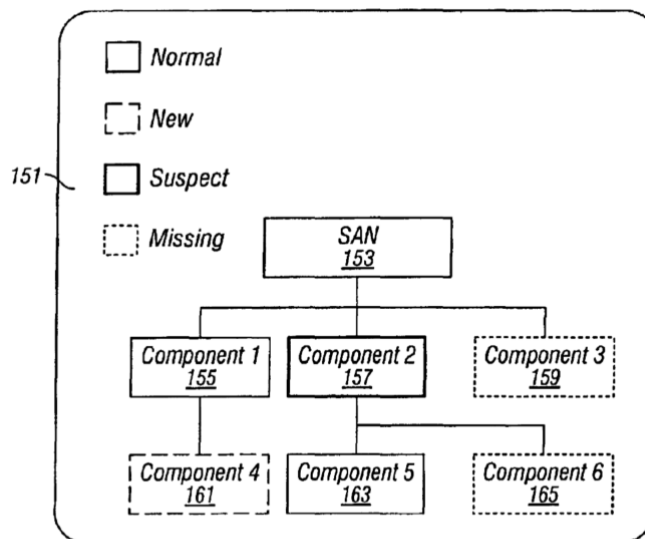 Normal
New
151
Suspect
Missing
SAN
153
Component 1
155
Component 2
157
Component 3
159
Component 4
161
Component 5
163
Component 6
165